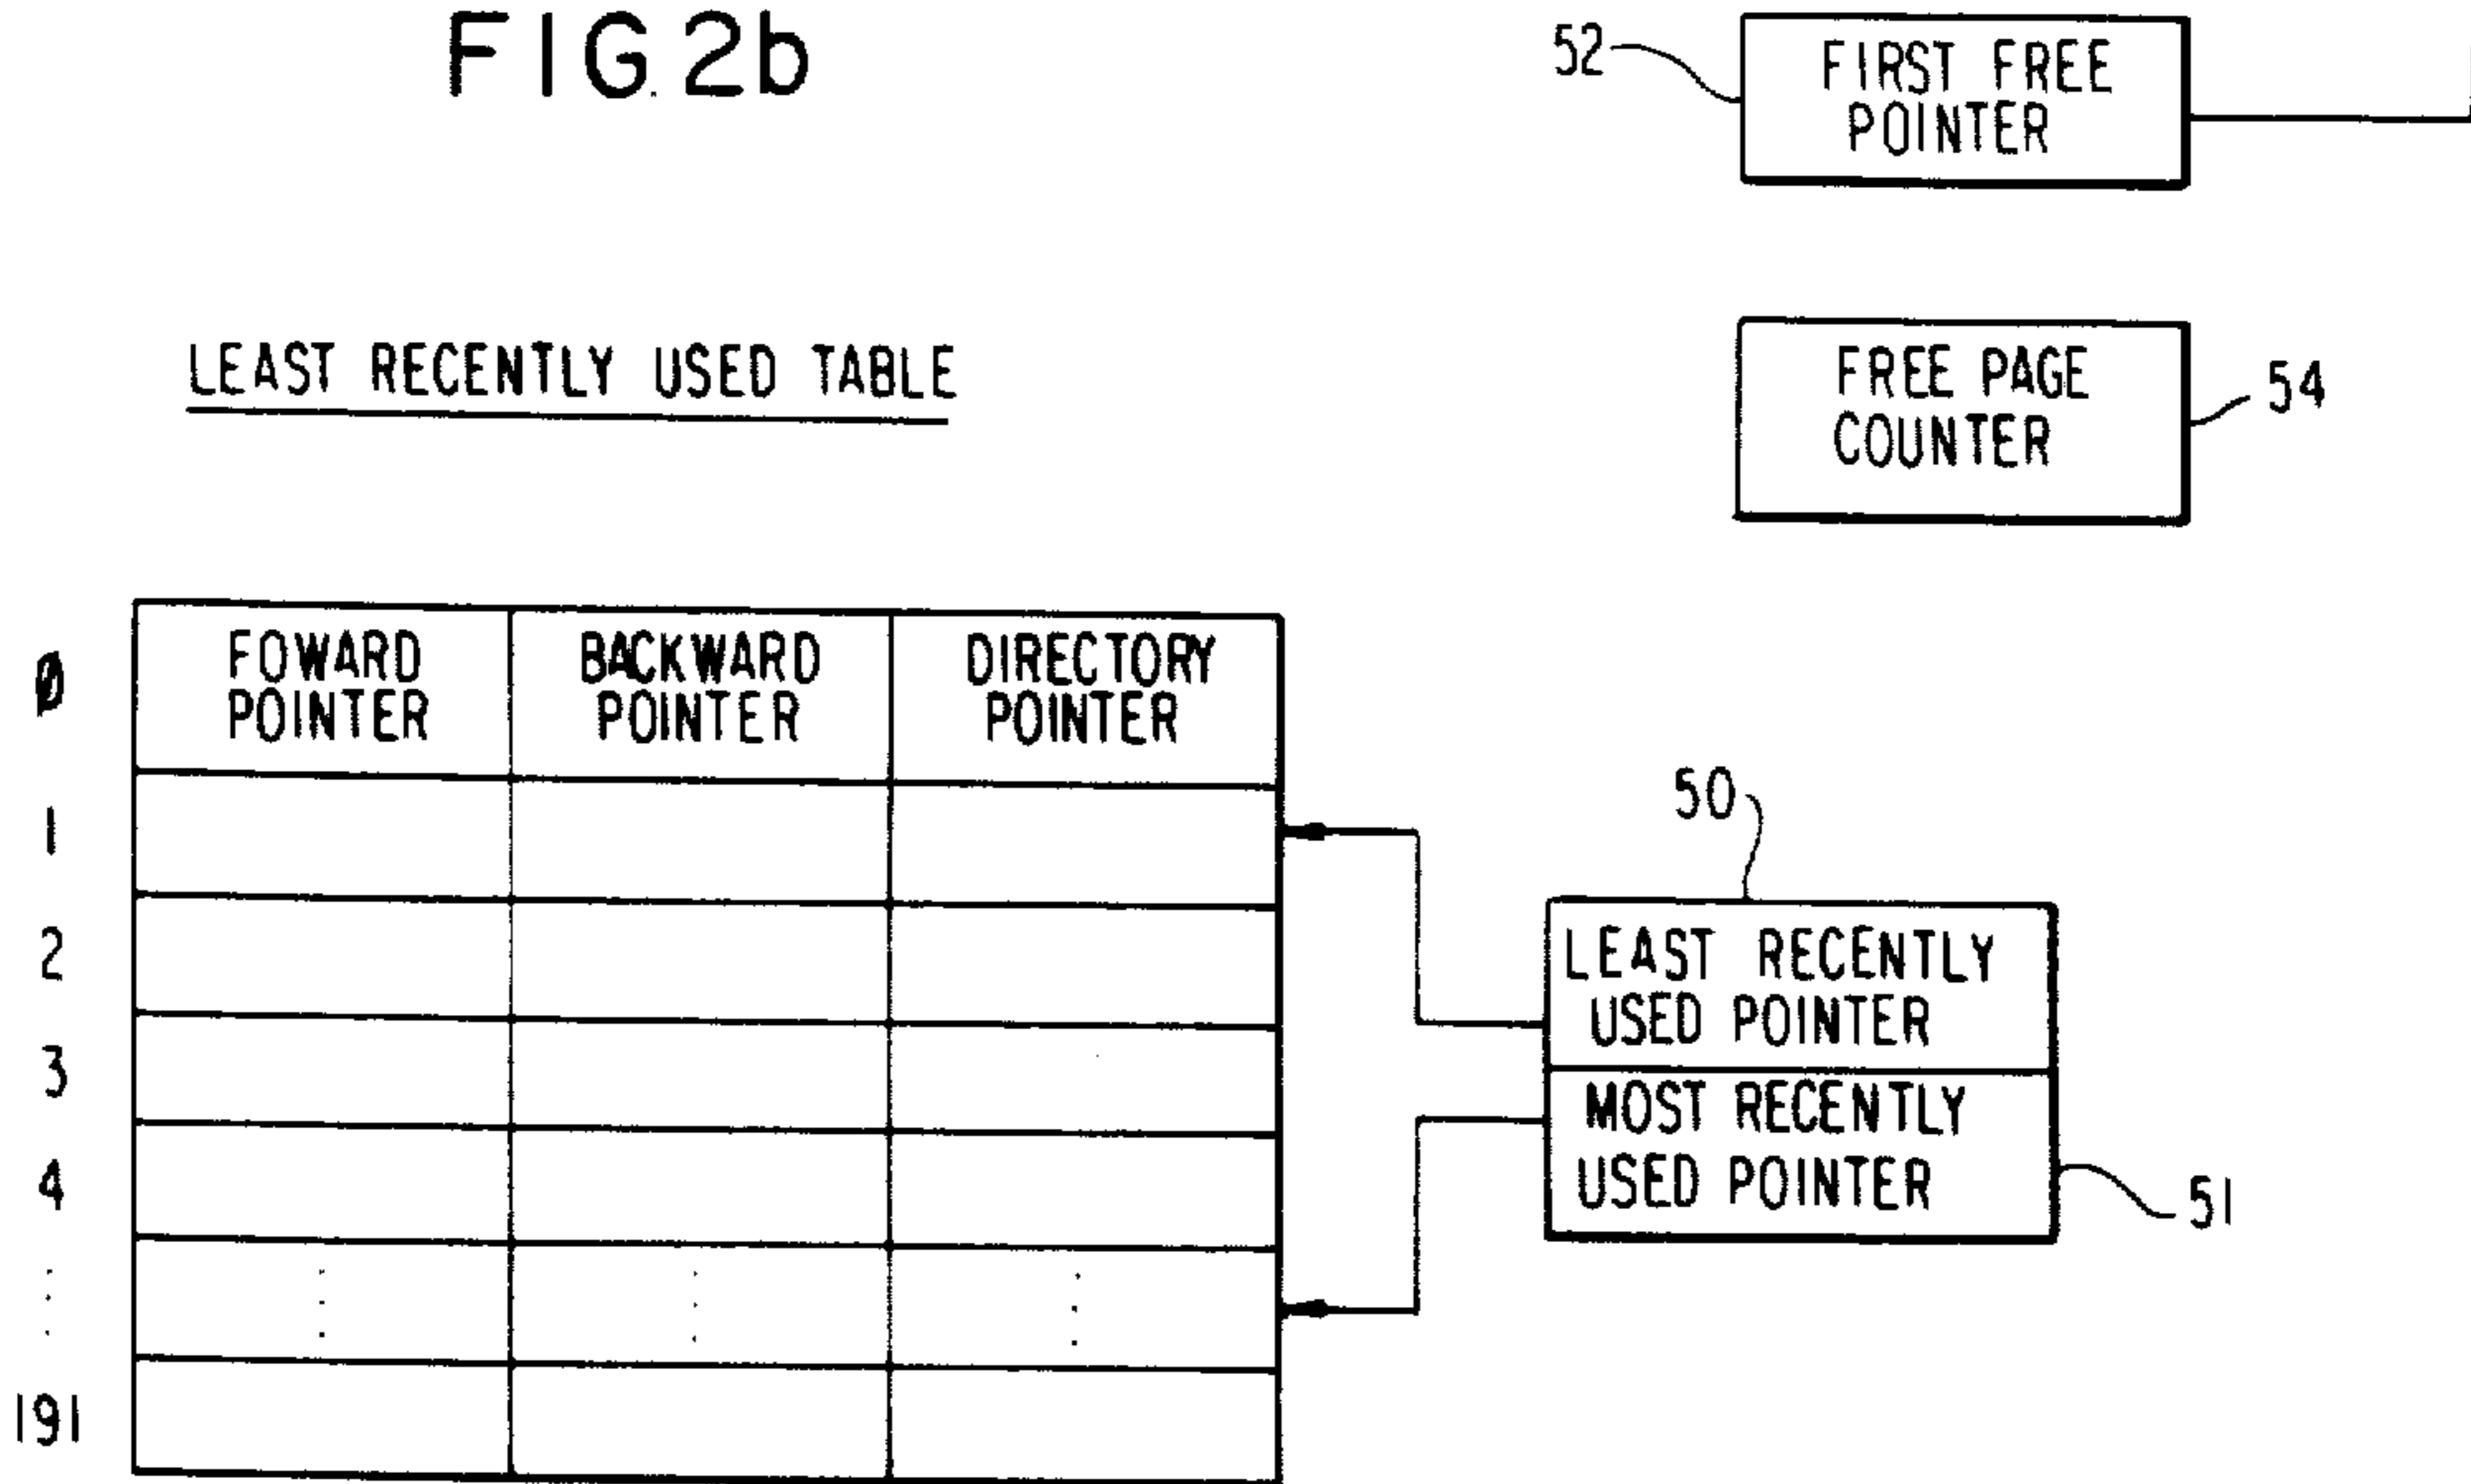 FIG. 2b
52
FIRST FREE
POINTER
LEAST RECENTLY USED TABLE
FREE PAGE
COUNTER
54
0
FOWARD
POINTER
BACKWARD
POINTER
DIRECTORY
POINTER
1
2
3
4
191
50
LEAST RECENTLY
USED POINTER
MOST RECENTLY
USED POINTER
51